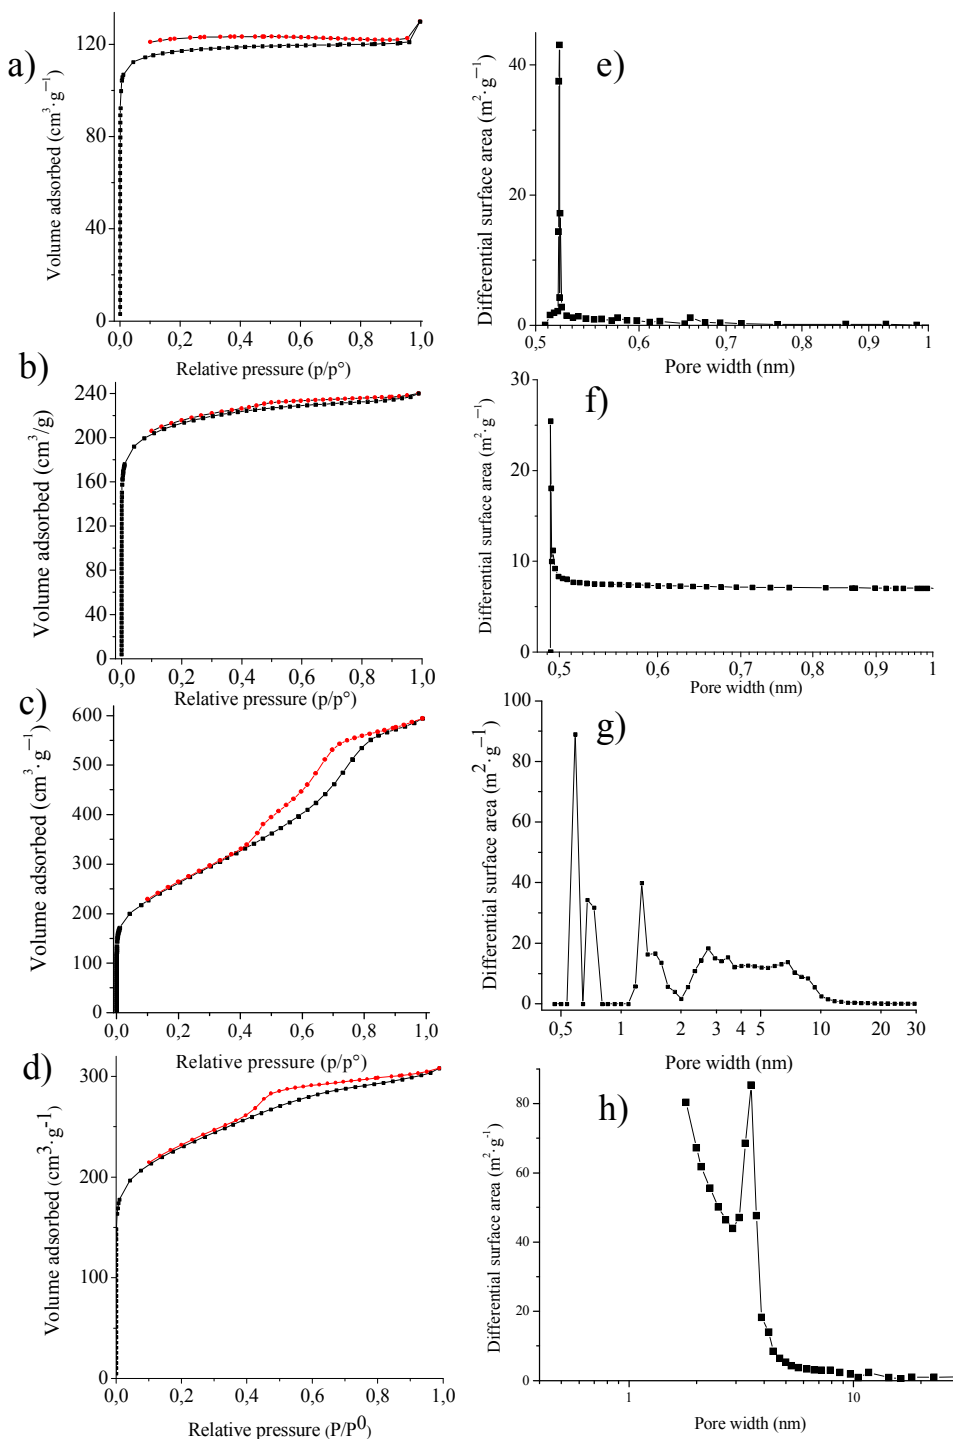 a)
Volume adsorbed (cm³·g⁻¹)
120
80
40
0
0,0 0,2 0,4 0,6 0,8 1,0
Relative pressure (p/p°)
e)
Differential surface area (m²·g⁻¹)
40
20
0
0,5 0,6 0,7 0,8 0,9 1
Pore width (nm)
b)
Volume adsorbed (cm³/g)
240
200
160
120
80
40
0
0,0 0,2 0,4 0,6 0,8 1,0
Relative pressure (p/p°)
f)
Differential surface area (m²·g⁻¹)
30
20
10
0
0,5 0,6 0,7 0,8 0,9 1
Pore width (nm)
c)
Volume adsorbed (cm³·g⁻¹)
600
500
400
300
200
100
0
0,0 0,2 0,4 0,6 0,8 1,0
Relative pressure (p/p°)
g)
Differential surface area (m²·g⁻¹)
100
80
60
40
20
0
0,5 1 2 3 4 5 10 20 30
Pore width (nm)
d)
Volume adsorbed (cm³·g-¹)
300
200
100
0
0,0 0,2 0,4 0,6 0,8 1,0
Relative pressure (P/P⁰)
h)
Differential surface area (m²·g⁻¹)
80
60
40
20
0
1 10
Pore width (nm)